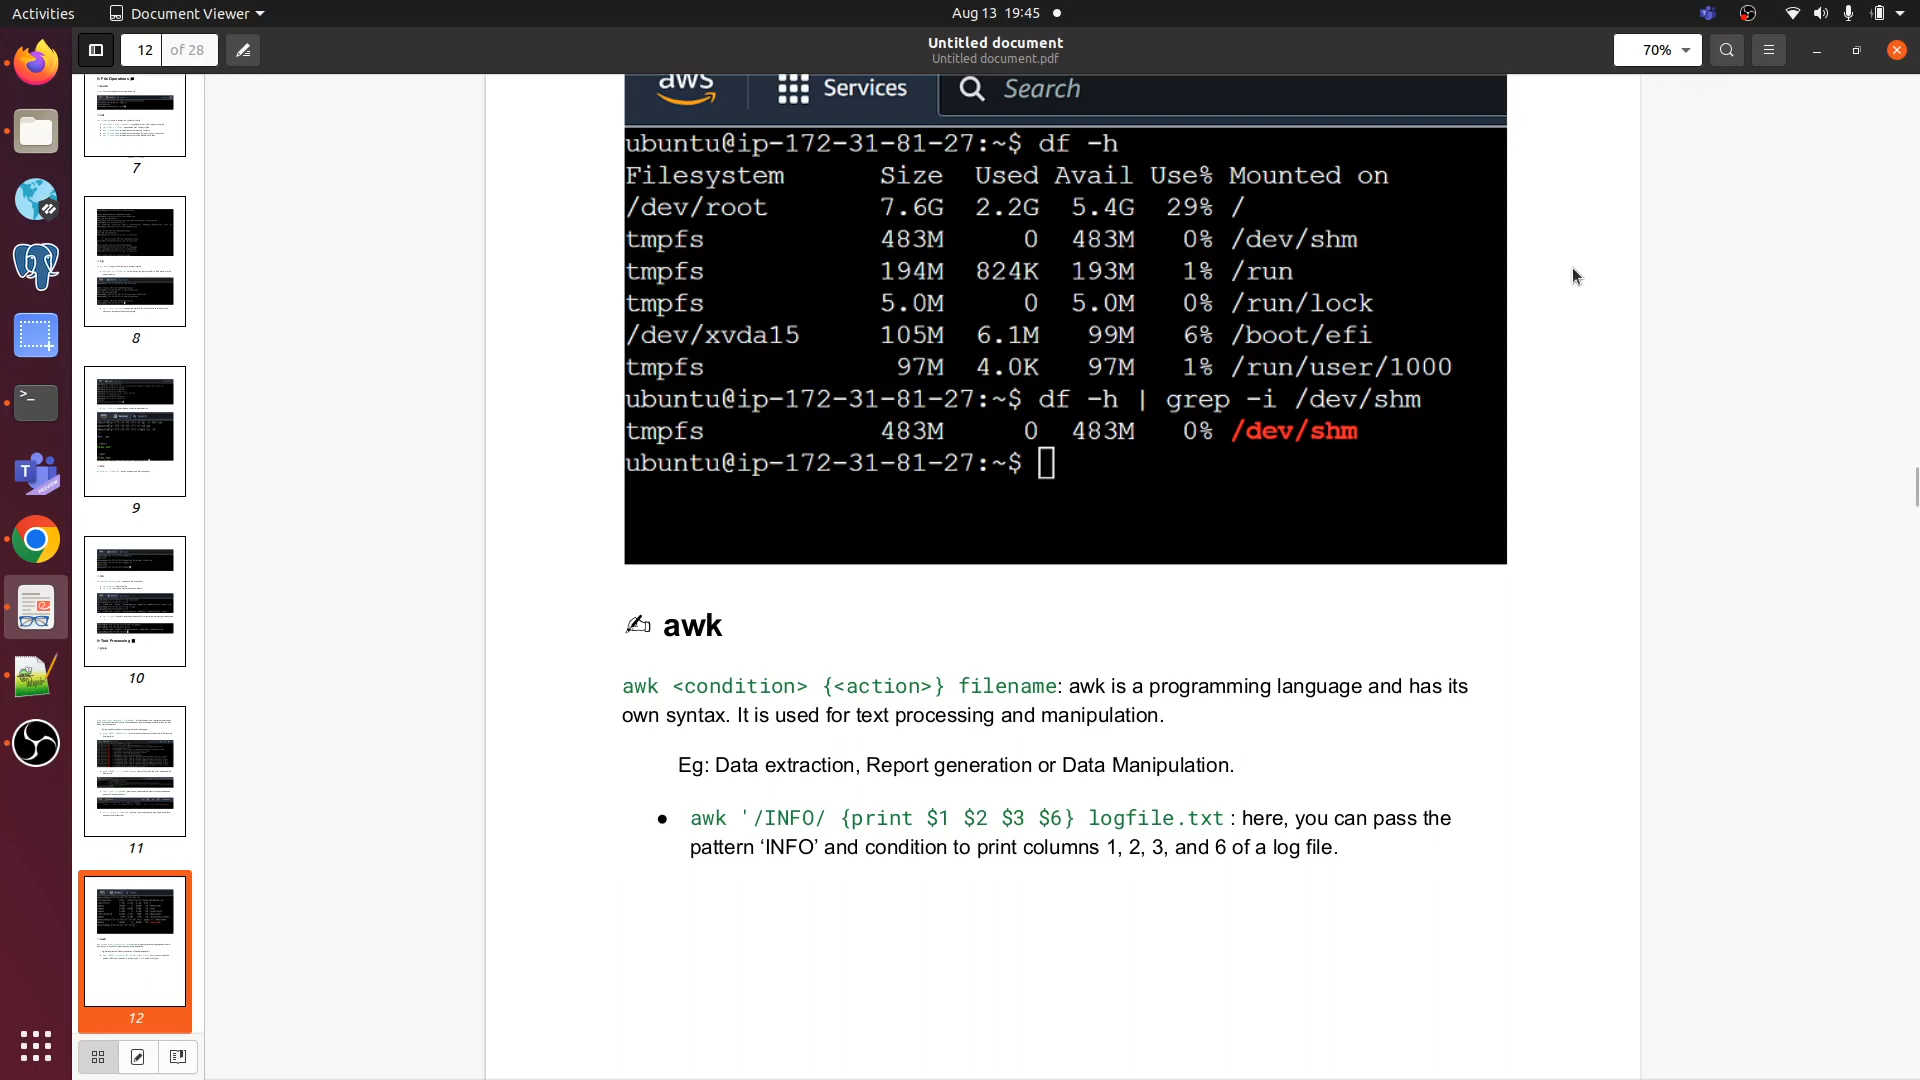 Activities
Document Viewer
Aug 13 19:45
12 of 28
Untitled document
Untitled document.pdf
70%
7
8
9
10
11
12
aws
Services
Search
ubuntu@ip-172-31-81-27:~$ df -h
Filesystem Size Used Avail Use% Mounted on
/dev/root 7.6G 2.2G 5.4G 29% /
tmpfs 483M 0 483M 0% /dev/shm
tmpfs 194M 824K 193M 1% /run
tmpfs 5.0M 0 5.0M 0% /run/lock
/dev/xvda15 105M 6.1M 99M 6% /boot/efi
tmpfs 97M 4.0K 97M 1% /run/user/1000
ubuntu@ip-172-31-81-27:~$ df -h | grep -i /dev/shm
tmpfs 483M 0 483M 0% /dev/shm
ubuntu@ip-172-31-81-27:~$
✍ awk
awk <condition> {<action>} filename: awk is a programming language and has its
own syntax. It is used for text processing and manipulation.
Eg: Data extraction, Report generation or Data Manipulation.
● awk '/INFO/ {print $1 $2 $3 $6} logfile.txt : here, you can pass the
pattern ‘INFO’ and condition to print columns 1, 2, 3, and 6 of a log file.